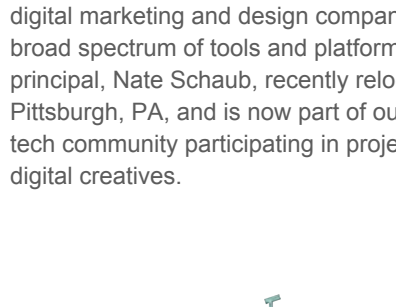 digital marketing and design
broad spectrum of tools and
principal, Nate Schaub, recently
Pittsburgh, PA, and is now part of
tech community participating in
digital creatives.